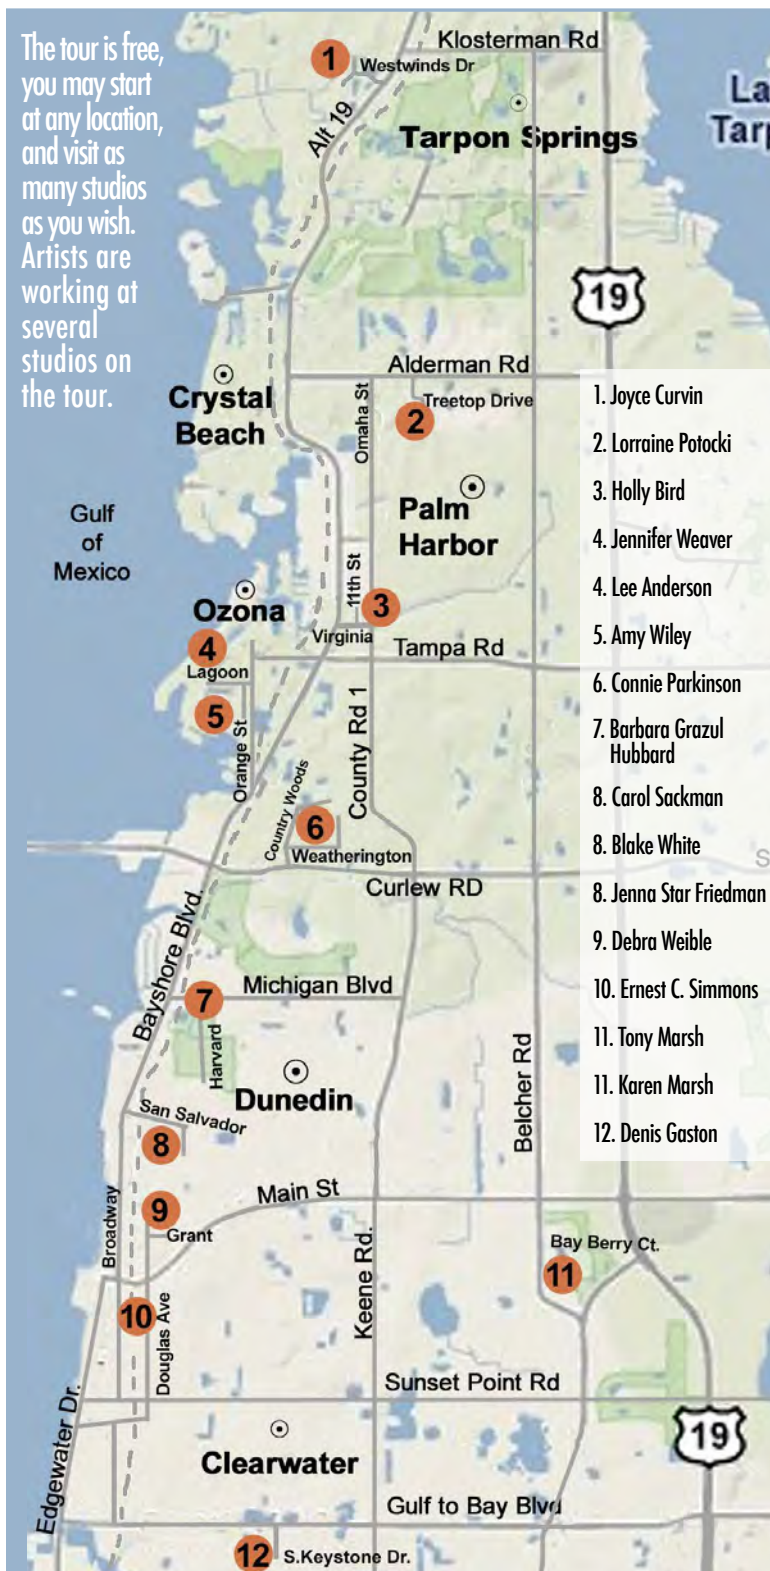 The tour is free,
you may start
at any location,
and visit as
many studios
as you wish.
Artists are
working at
several
studios on
the tour.
Klosterman Rd
1
Westwinds Dr
Alt 19
Tarpon Springs
19
Alderman Rd
Crystal
Beach
Omaha St
Treetop Drive
2
Palm
Harbor
Gulf
of
Mexico
Ozona
11th St
3
Virginia
4
Lagoon
Tampa Rd
5
Orange St
County Rd 1
Country Woods
6
Weatherington
Curlew RD
Bayshore Blvd.
7
Michigan Blvd
Harvard
Dunedin
Belcher Rd
San Salvador
8
Broadway
9
Grant
Main St
Keene Rd.
Bay Berry Ct.
11
10
Douglas Ave
Sunset Point Rd
Edgewater Dr.
Clearwater
19
Gulf to Bay Blvd
12
S.Keystone Dr.
1. Joyce Curvin
2. Lorraine Potocki
3. Holly Bird
4. Jennifer Weaver
4. Lee Anderson
5. Amy Wiley
6. Connie Parkinson
7. Barbara Grazul
Hubbard
8. Carol Sackman
8. Blake White
8. Jenna Star Friedman
9. Debra Weible
10. Ernest C. Simmons
11. Tony Marsh
11. Karen Marsh
12. Denis Gaston